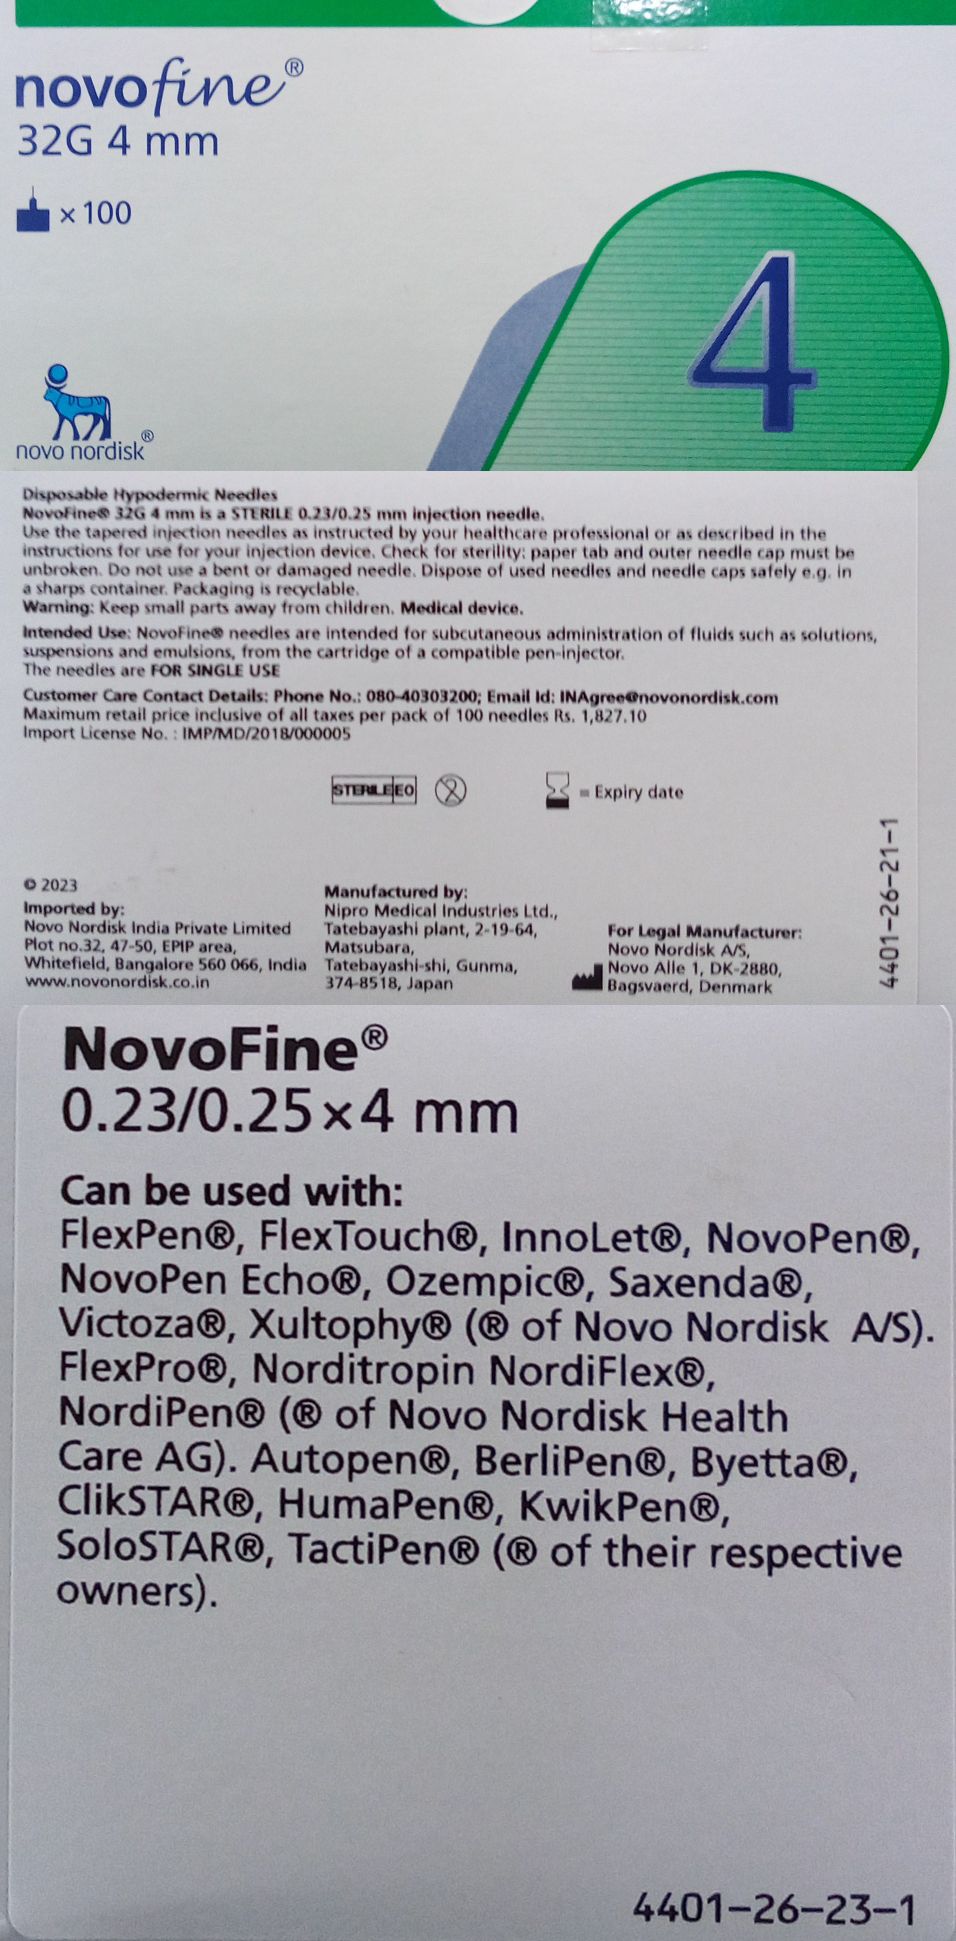 novofine®
32G 4 mm
×100
4
novo nordisk®
Disposable Hypodermic Needles
NovoFine® 32G 4 mm is a STERILE 0.23/0.25 mm injection needle.
Use the tapered injection needles as instructed by your healthcare professional or as described in the
instructions for use for your injection device. Check for sterility: paper tab and outer needle cap must be
unbroken. Do not use a bent or damaged needle. Dispose of used needles and needle caps safely e.g. in
a sharps container. Packaging is recyclable.
Warning: Keep small parts away from children. Medical device.
Intended Use: NovoFine® needles are intended for subcutaneous administration of fluids such as solutions,
suspensions and emulsions, from the cartridge of a compatible pen-injector.
The needles are FOR SINGLE USE
Customer Care Contact Details: Phone No.: 080-40303200; Email Id: INAgree@novonordisk.com
Maximum retail price inclusive of all taxes per pack of 100 needles Rs. 1,827.10
Import License No. : IMP/MD/2018/000005
STERILE EO 2 = Expiry date
4401-26-21-1
© 2023
Imported by:
Novo Nordisk India Private Limited
Plot no.32, 47-50, EPIP area,
Whitefield, Bangalore 560 066, India
www.novonordisk.co.in
Manufactured by:
Nipro Medical Industries Ltd.,
Tatebayashi plant, 2-19-64,
Matsubara,
Tatebayashi-shi, Gunma,
374-8518, Japan
For Legal Manufacturer:
Novo Nordisk A/S,
Novo Alle 1, DK-2880,
Bagsvaerd, Denmark
NovoFine®
0.23/0.25×4 mm
Can be used with:
FlexPen®, FlexTouch®, InnoLet®, NovoPen®,
NovoPen Echo®, Ozempic®, Saxenda®,
Victoza®, Xultophy® (® of Novo Nordisk A/S).
FlexPro®, Norditropin NordiFlex®,
NordiPen® (® of Novo Nordisk Health
Care AG). Autopen®, BerliPen®, Byetta®,
ClikSTAR®, HumaPen®, KwikPen®,
SoloSTAR®, TactiPen® (® of their respective
owners).
4401-26-23-1